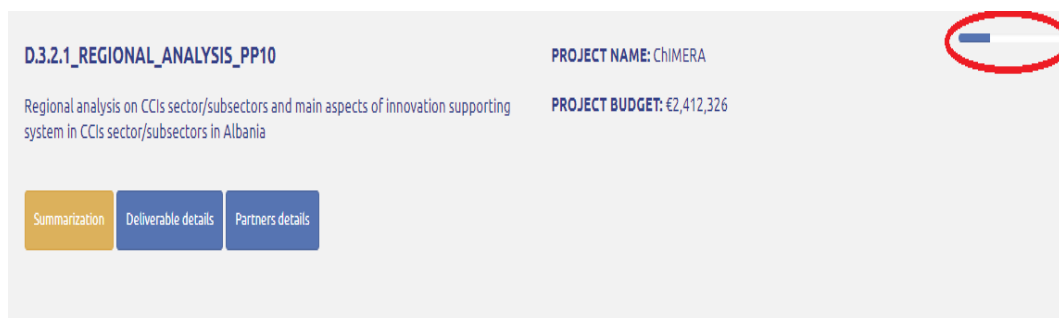 D.3.2.1_REGIONAL_ANALYSIS_PP10
Regional analysis on CCIs sector/subsectors and main aspects of innovation supporting
system in CCIs sector/subsectors in Albania
PROJECT NAME: ChIMERA
PROJECT BUDGET: €2,412,326
Summarization
Deliverable details
Partners details